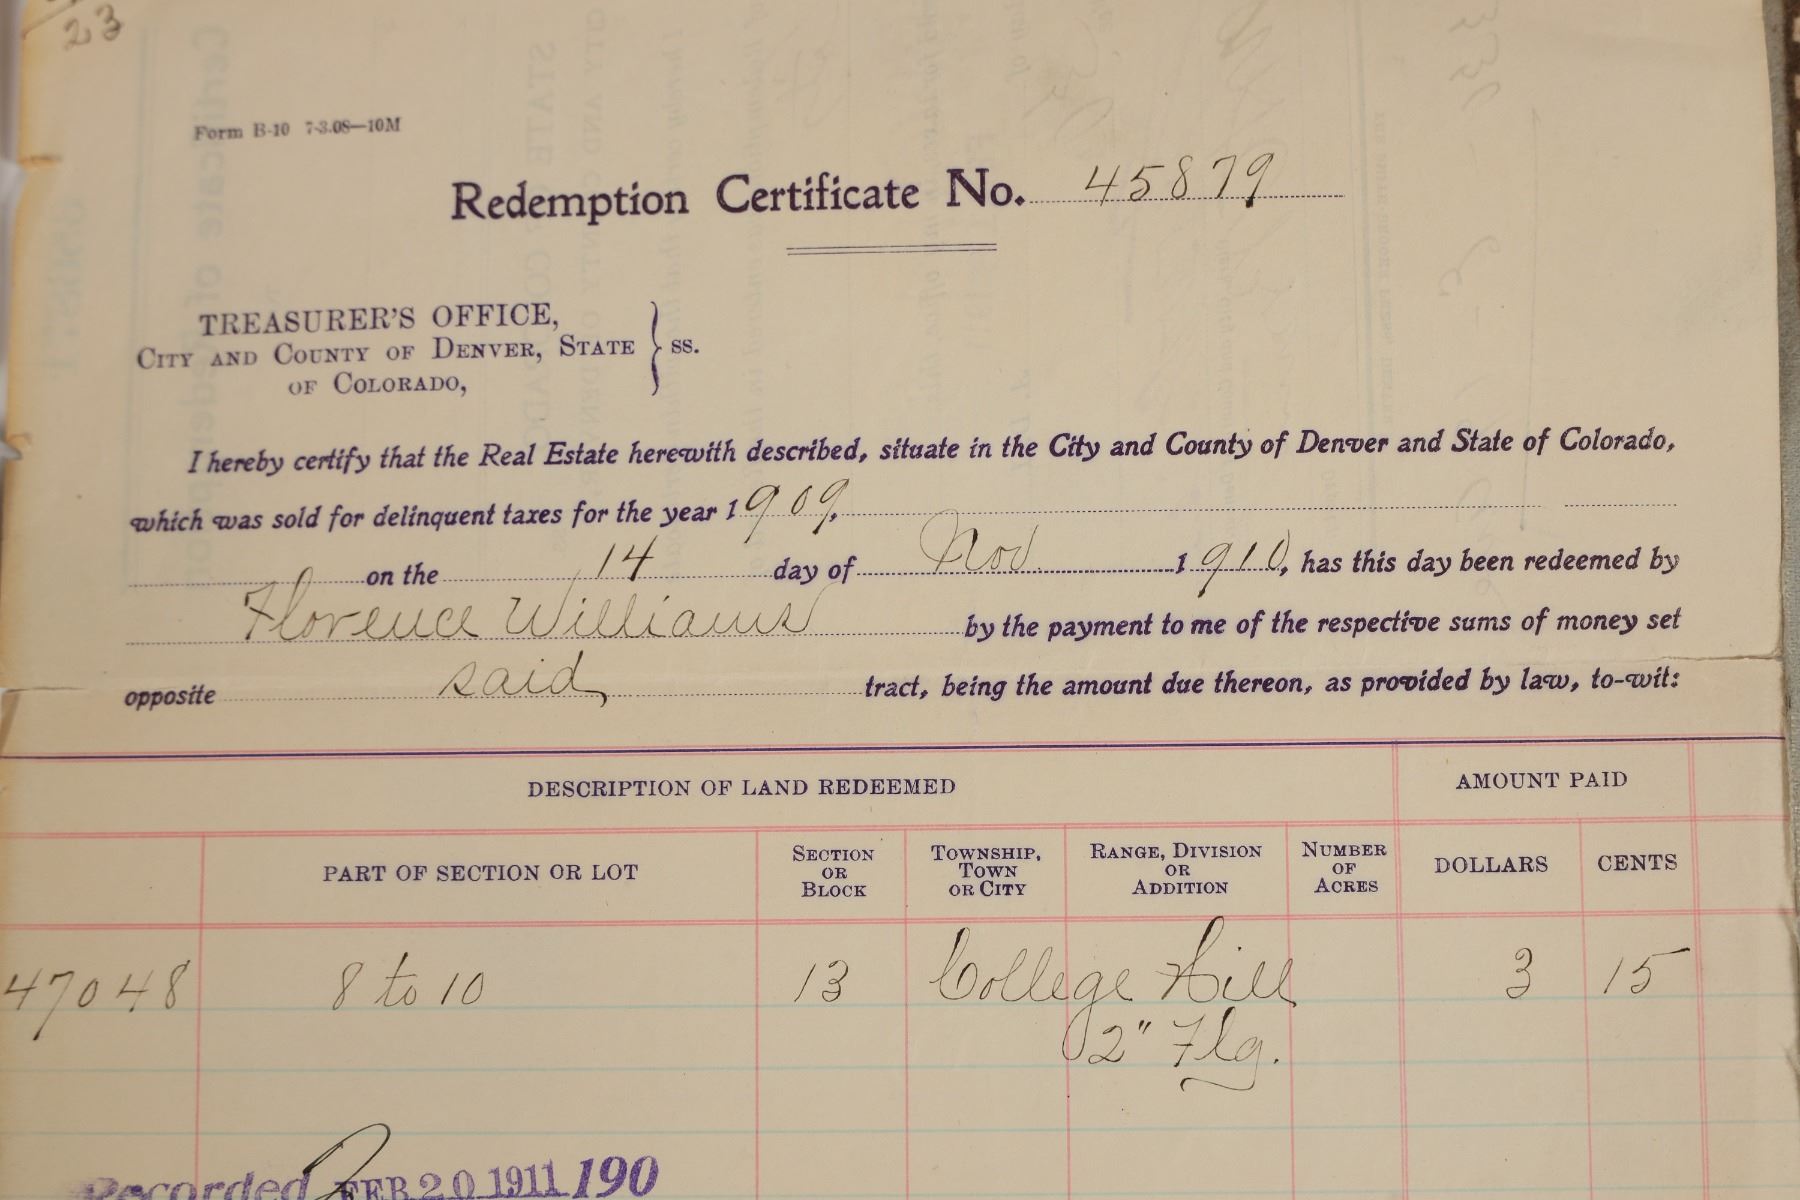 23
Form B-10 7-3.08—10M
Redemption Certificate No. 45879
TREASURER'S OFFICE,
CITY AND COUNTY OF DENVER, STATE } ss.
OF COLORADO,
I hereby certify that the Real Estate herewith described, situate in the City and County of Denver and State of Colorado,
which was sold for delinquent taxes for the year 1909,
on the 14 day of Nov. 1910, has this day been redeemed by
Florence Williams by the payment to me of the respective sums of money set
opposite said, tract, being the amount due thereon, as provided by law, to-wit:
DESCRIPTION OF LAND REDEEMED AMOUNT PAID
PART OF SECTION OR LOT SECTION OR BLOCK TOWNSHIP, TOWN OR CITY RANGE, DIVISION OR ADDITION NUMBER OF ACRES DOLLARS CENTS
47048 8 to 10 13 College Hill 3 15
2" Flg.
Recorded FEB 20 1911 190